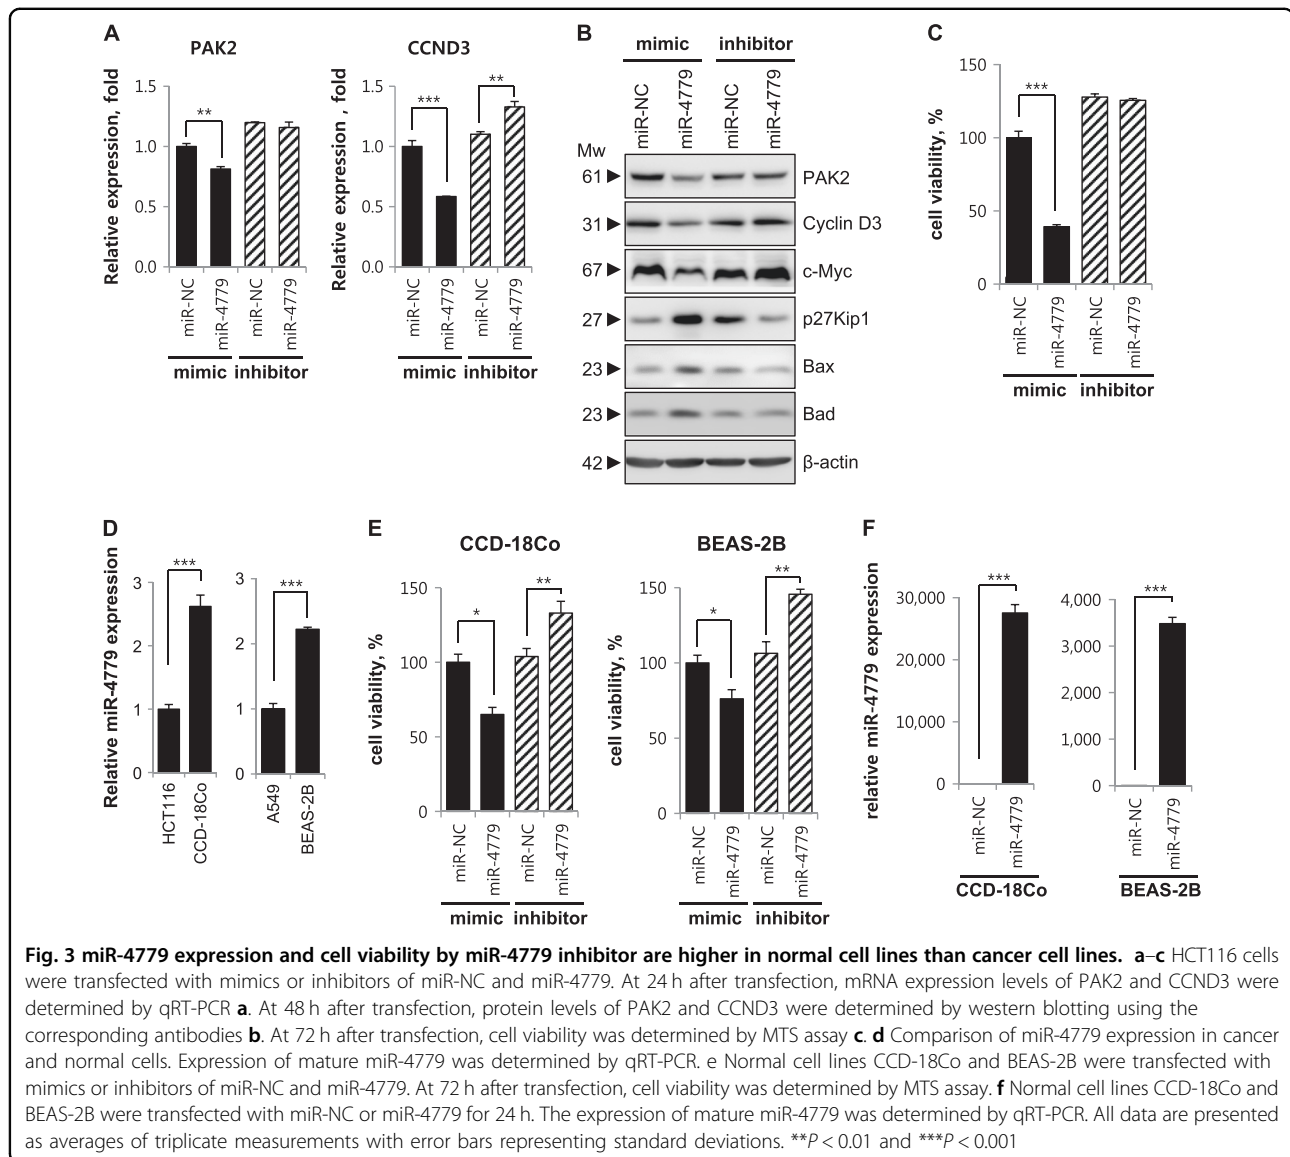 A
PAK2
CCND3
Relative expression, fold
1.5
1.0
0.5
0.0
**
miR-NC
miR-4779
miR-NC
miR-4779
mimic inhibitor
Relative expression , fold
1.5
1.0
0.5
0.0
***
**
miR-NC
miR-4779
miR-NC
miR-4779
mimic inhibitor
B
mimic inhibitor
miR-NC
miR-4779
miR-NC
miR-4779
Mw
61 ▶ PAK2
31 ▶ Cyclin D3
67 ▶ c-Myc
27 ▶ p27Kip1
23 ▶ Bax
23 ▶ Bad
42 ▶ β-actin
C
cell viability, %
150
100
50
0
***
miR-NC
miR-4779
miR-NC
miR-4779
mimic inhibitor
D
Relative miR-4779 expression
3
2
1
0
***
HCT116
CCD-18Co
3
2
1
0
***
A549
BEAS-2B
E
CCD-18Co
cell viability, %
150
100
50
0
*
**
miR-NC
miR-4779
miR-NC
miR-4779
mimic inhibitor
BEAS-2B
cell viability, %
150
100
50
0
*
**
miR-NC
miR-4779
miR-NC
miR-4779
mimic inhibitor
F
relative miR-4779 expression
30,000
20,000
10,000
0
***
miR-NC
miR-4779
CCD-18Co
4,000
3,000
2,000
1,000
0
***
miR-NC
miR-4779
BEAS-2B
Fig. 3 miR-4779 expression and cell viability by miR-4779 inhibitor are higher in normal cell lines than cancer cell lines. a–c HCT116 cells
were transfected with mimics or inhibitors of miR-NC and miR-4779. At 24 h after transfection, mRNA expression levels of PAK2 and CCND3 were
determined by qRT-PCR a. At 48 h after transfection, protein levels of PAK2 and CCND3 were determined by western blotting using the
corresponding antibodies b. At 72 h after transfection, cell viability was determined by MTS assay c. d Comparison of miR-4779 expression in cancer
and normal cells. Expression of mature miR-4779 was determined by qRT-PCR. e Normal cell lines CCD-18Co and BEAS-2B were transfected with
mimics or inhibitors of miR-NC and miR-4779. At 72 h after transfection, cell viability was determined by MTS assay. f Normal cell lines CCD-18Co and
BEAS-2B were transfected with miR-NC or miR-4779 for 24 h. The expression of mature miR-4779 was determined by qRT-PCR. All data are presented
as averages of triplicate measurements with error bars representing standard deviations. **P < 0.01 and ***P < 0.001